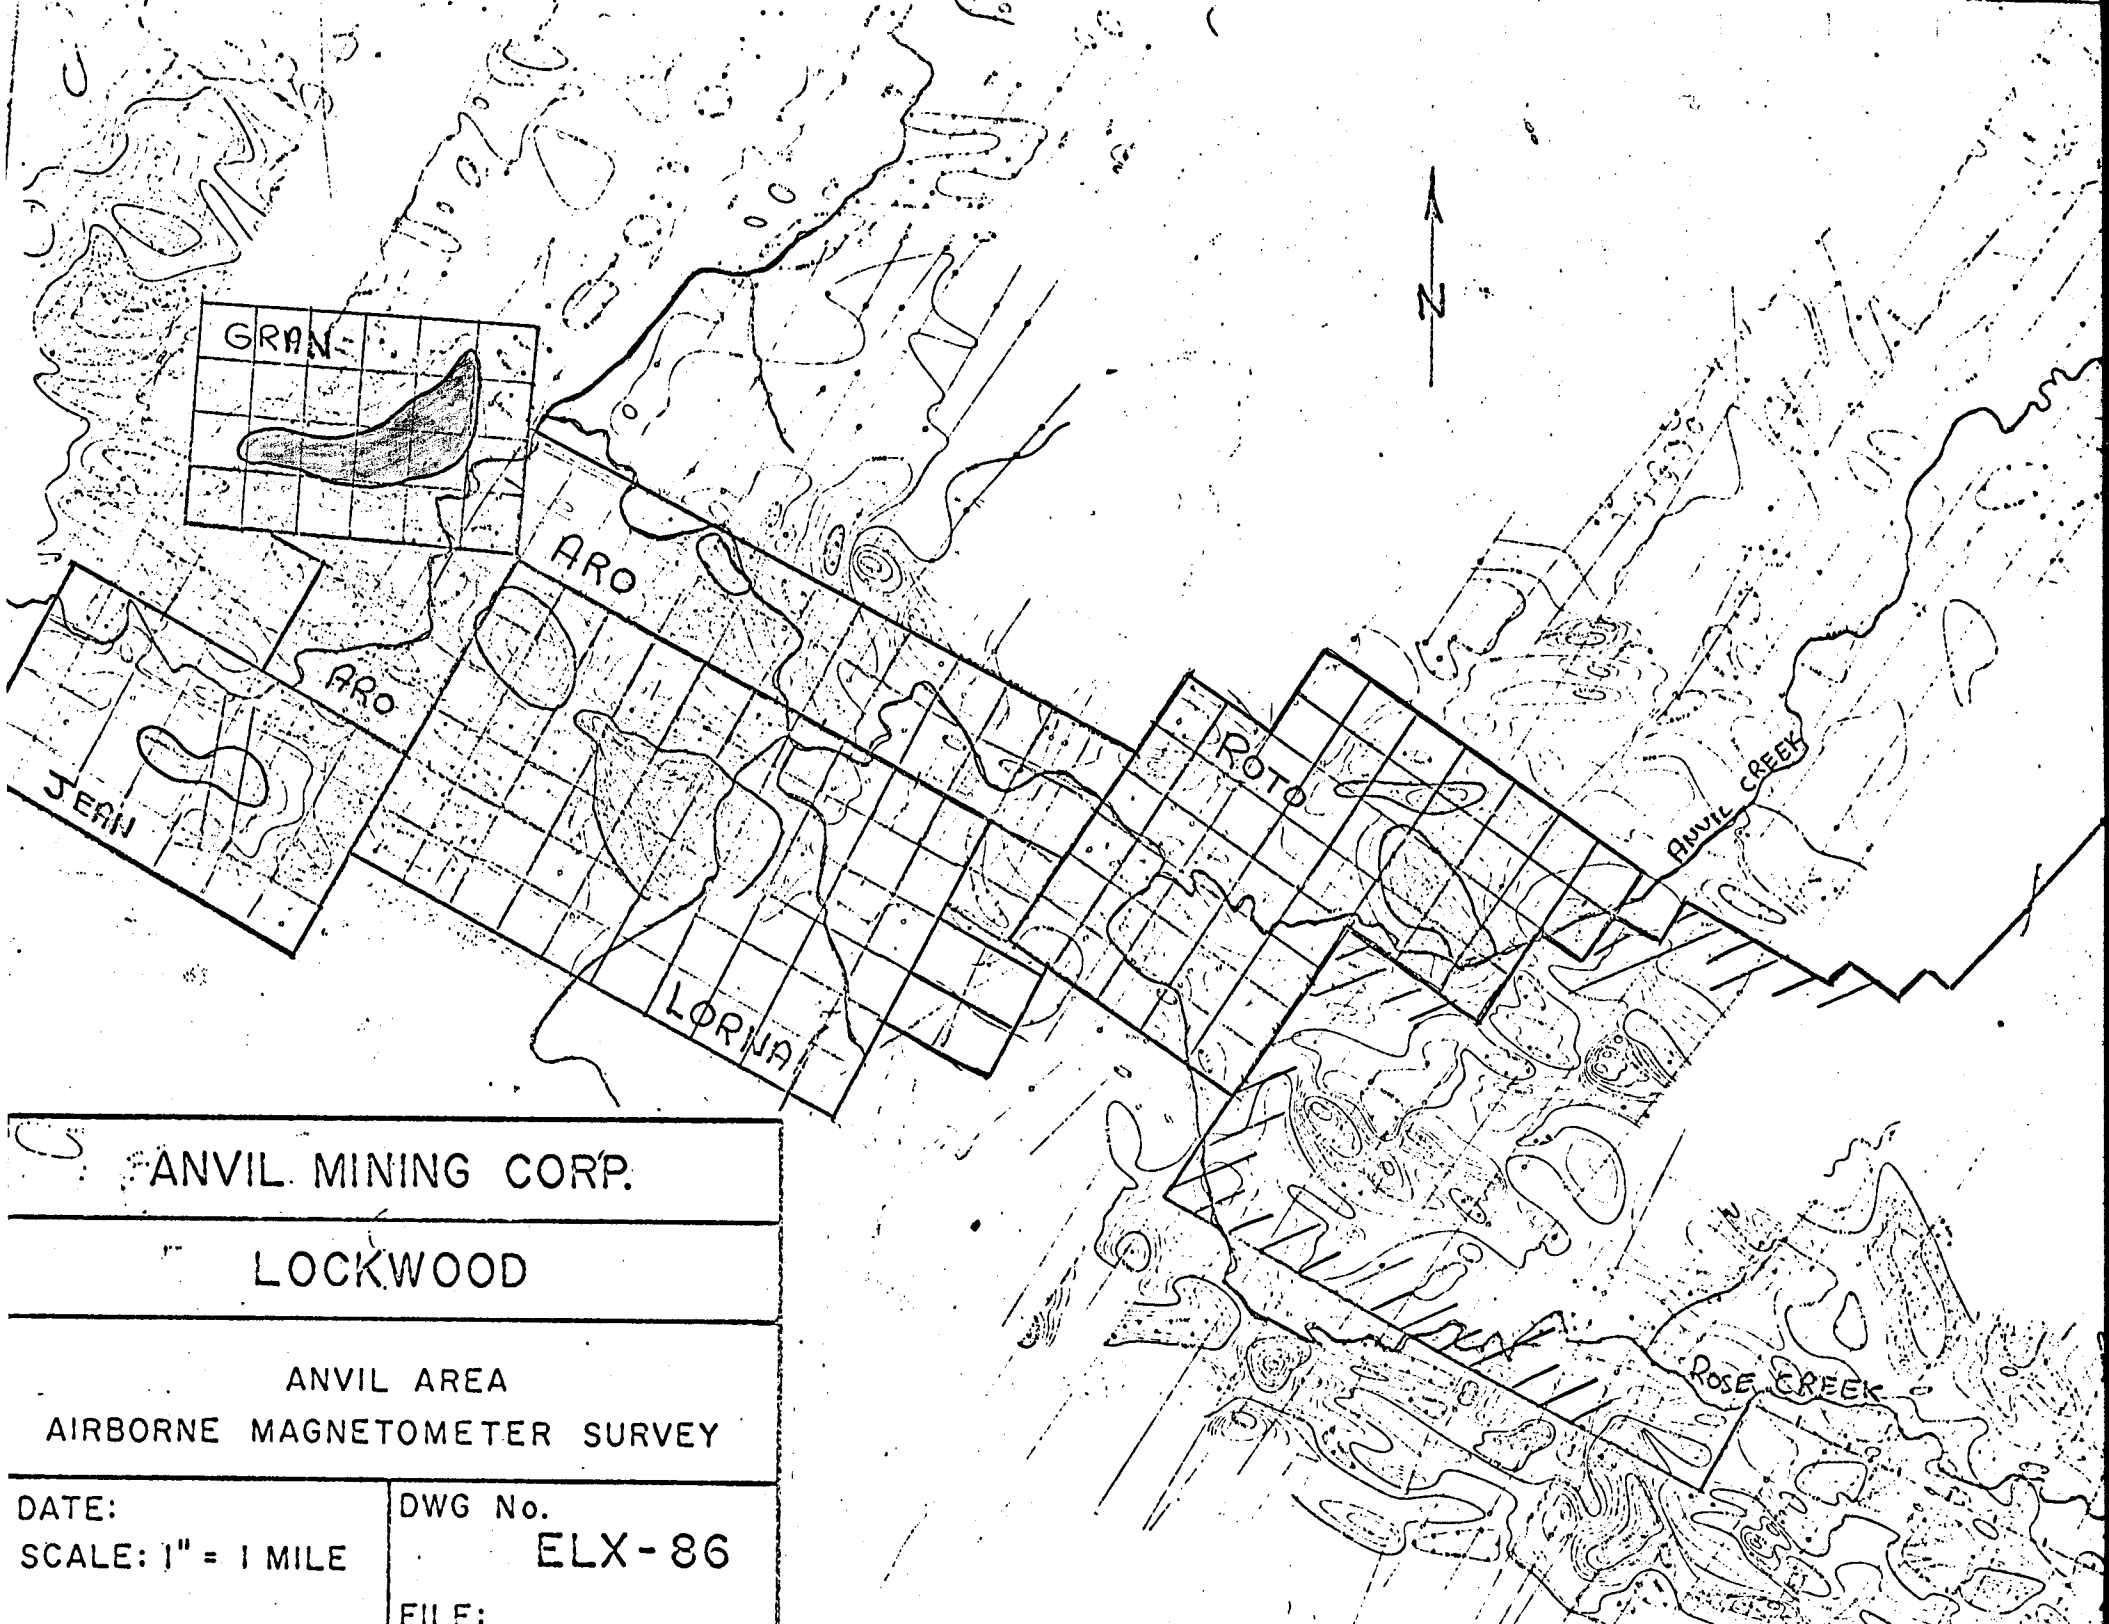 N
GRAN
ARO
ARO
JEAN
ROTO
ANVIL CREEK
LORNA
ROSE CREEK
ANVIL MINING CORP.
LOCKWOOD
ANVIL AREA
AIRBORNE MAGNETOMETER SURVEY
DATE:
SCALE: 1" = 1 MILE
DWG No.
ELX-86
FILE: